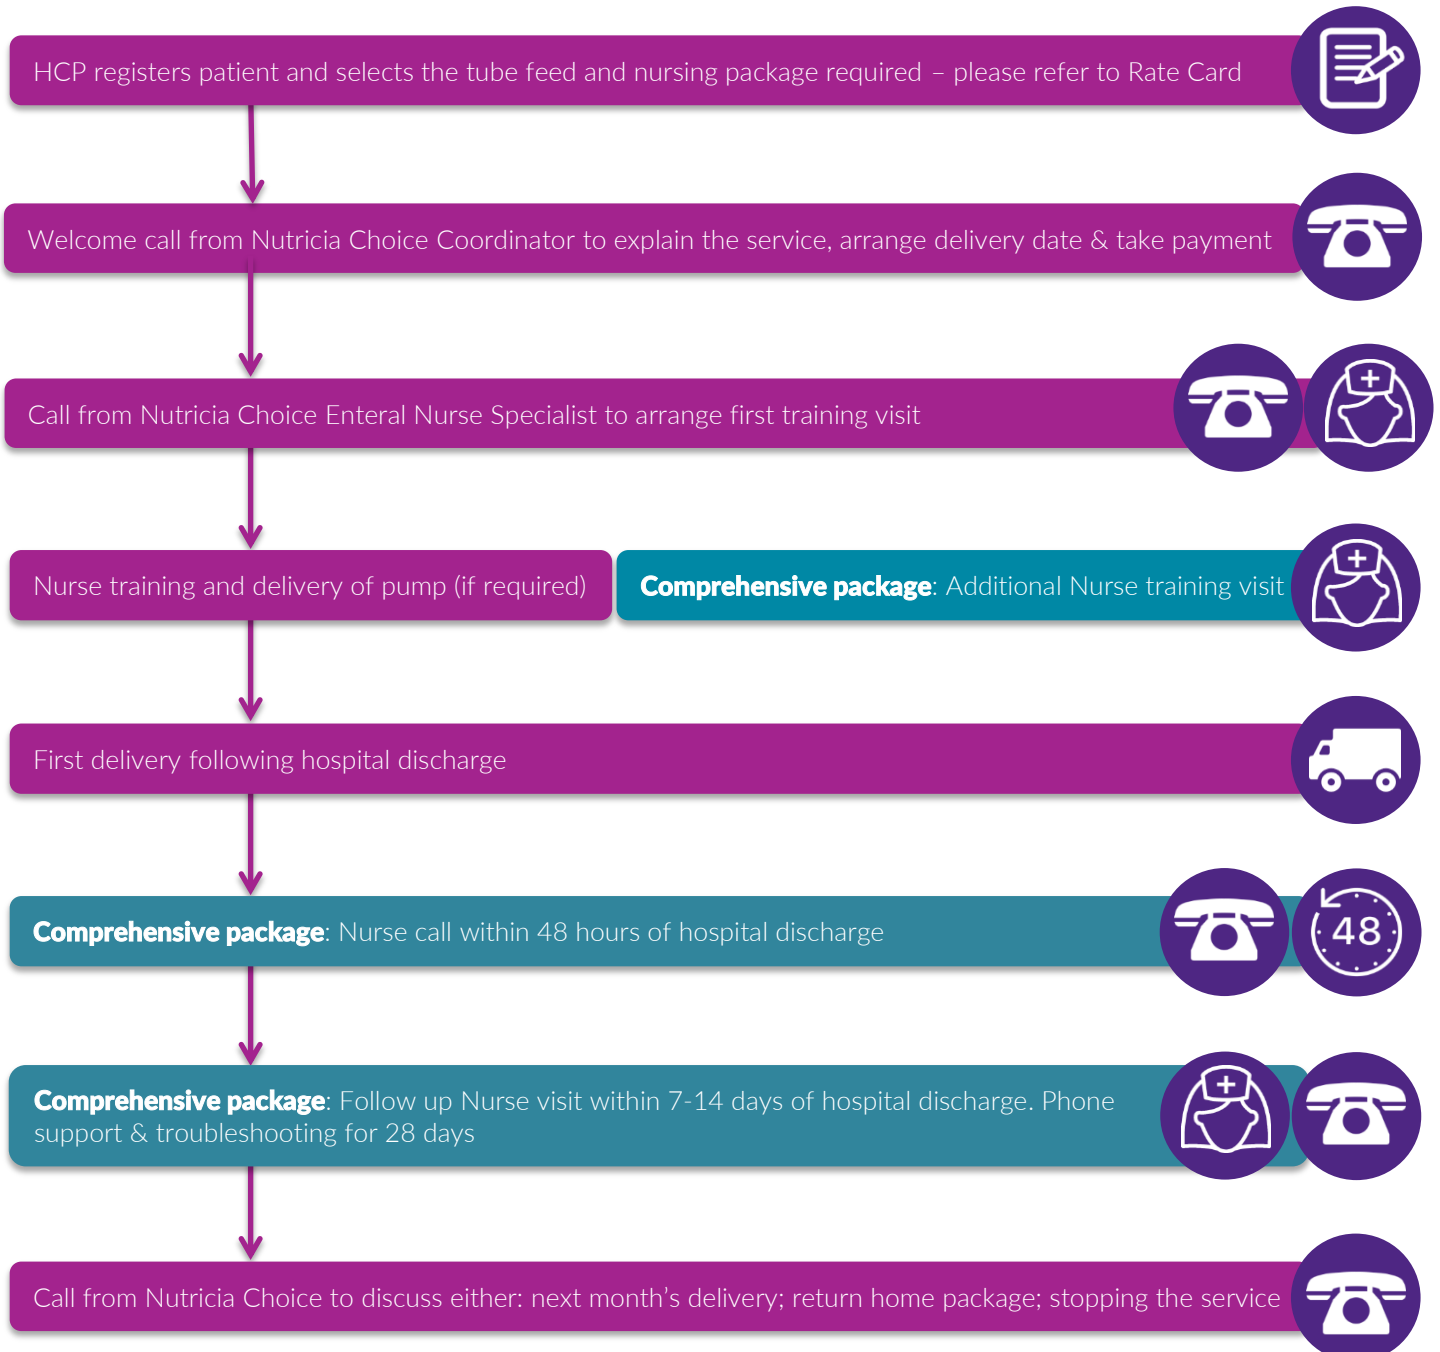 HCP registers patient and selects the tube feed and nursing package required – please refer to Rate Card
Welcome call from Nutricia Choice Coordinator to explain the service, arrange delivery date & take payment
Call from Nutricia Choice Enteral Nurse Specialist to arrange first training visit
Nurse training and delivery of pump (if required)
Comprehensive package: Additional Nurse training visit
First delivery following hospital discharge
Comprehensive package: Nurse call within 48 hours of hospital discharge
48
Comprehensive package: Follow up Nurse visit within 7-14 days of hospital discharge. Phone
support & troubleshooting for 28 days
Call from Nutricia Choice to discuss either: next month’s delivery; return home package; stopping the service